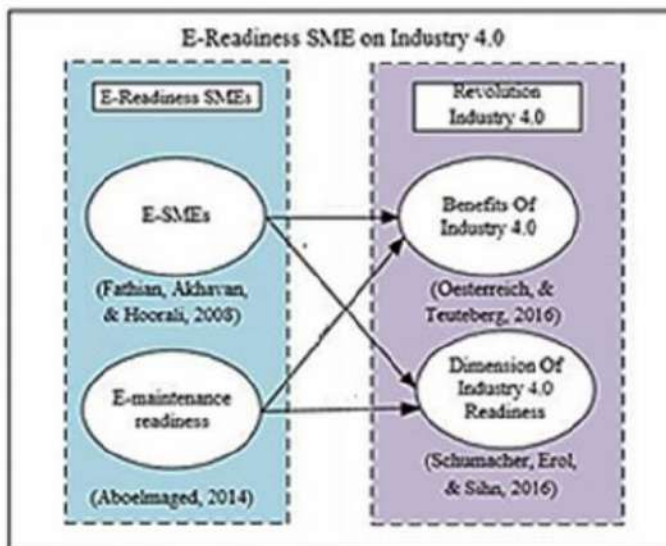 E-Readiness SME on Industry 4.0
E-Readiness SMEs
E-SMEs
(Fathian, Akhavan,
& Hoorali, 2008)
E-maintenance
readiness
(Aboelmaged, 2014)
Revolution
Industry 4.0
Benefits Of
Industry 4.0
(Oesterreich, &
Teuteberg, 2016)
Dimension Of
Industry 4.0
Readiness
(Schumacher, Erol,
& Sihn, 2016)